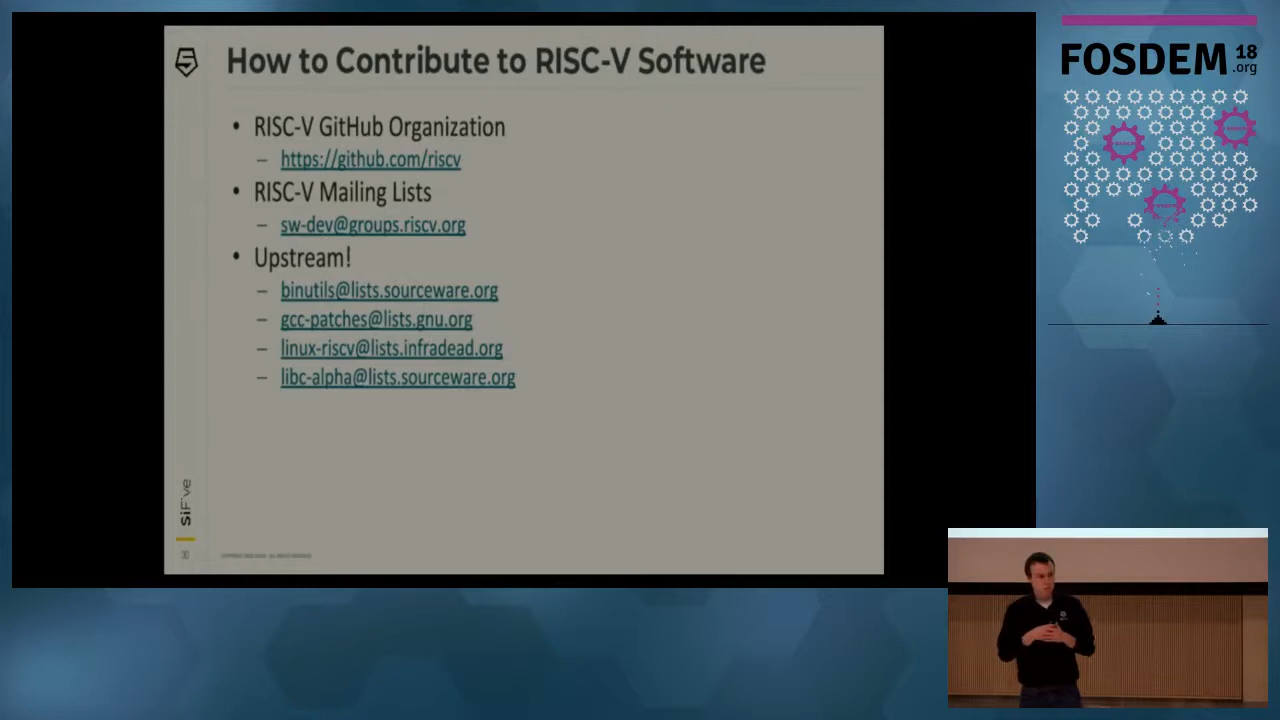 How to Contribute to RISC-V Software
• RISC-V GitHub Organization
– https://github.com/riscv
• RISC-V Mailing Lists
– sw-dev@groups.riscv.org
• Upstream!
– binutils@lists.sourceware.org
– gcc-patches@lists.gnu.org
– linux-riscv@lists.infradead.org
– libc-alpha@lists.sourceware.org
SiFive
FOSDEM 18
.org